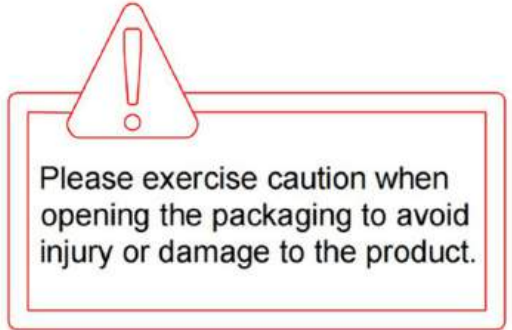 Please exercise caution when
opening the packaging to avoid
injury or damage to the product.